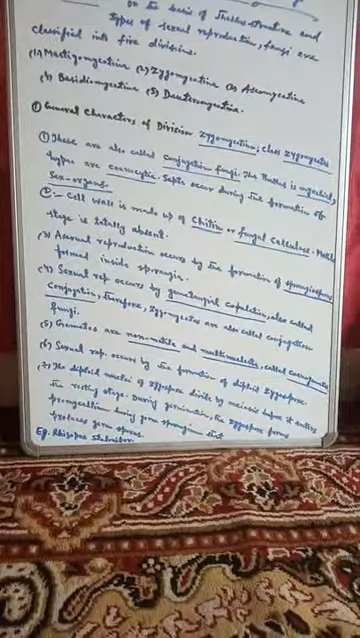 on the basis of Thallus structure and
types of sexual reproduction, fungi are
classified into five divisions.
(1) Mastigomycotina (2) Zygomycotina (3) Ascomycotina
(4) Basidiomycotina (5) Deuteromycotina.
① General Characters of Division Zygomycotina; class Zygomycetes
① These are also called Conjugation fungi. The Thallus is mycelial,
hyphae are coenocytic. Septa occur during the formation of
Sex-organs.
②:- Cell Wall is made up of Chitin or fungal cellulose. Motile
stage is totally absent.
(3) Asexual reproduction occurs by the formation of sporangiospores
formed inside sporangia.
(4) Sexual rep occurs by gametangial copulation, also called
Conjugation, therefore, Zygomycetes are also called conjugation
fungi.
(5) Gametes are non-motile and multinucleate, called
(6) Sexual rep. occurs by the formation of diploid Zygospore.
(7) The diploid nuclei of zygospore divide by meiosis before it enters
the resting stage. During germination, the zygospore forms
promycelium during germ sporangium that
produces germ spores.
Eg. Rhizopus stolonifer.